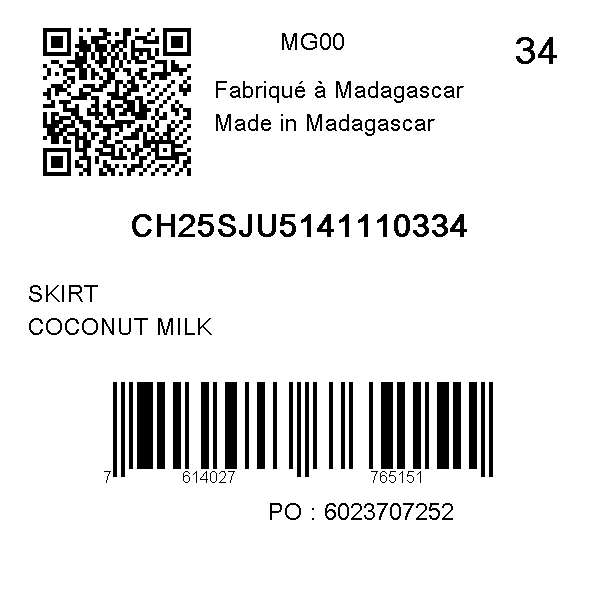 MG00
34
Fabriqué à Madagascar
Made in Madagascar
CH25SJU5141110334
SKIRT
COCONUT MILK
7 614027 765151
PO : 6023707252